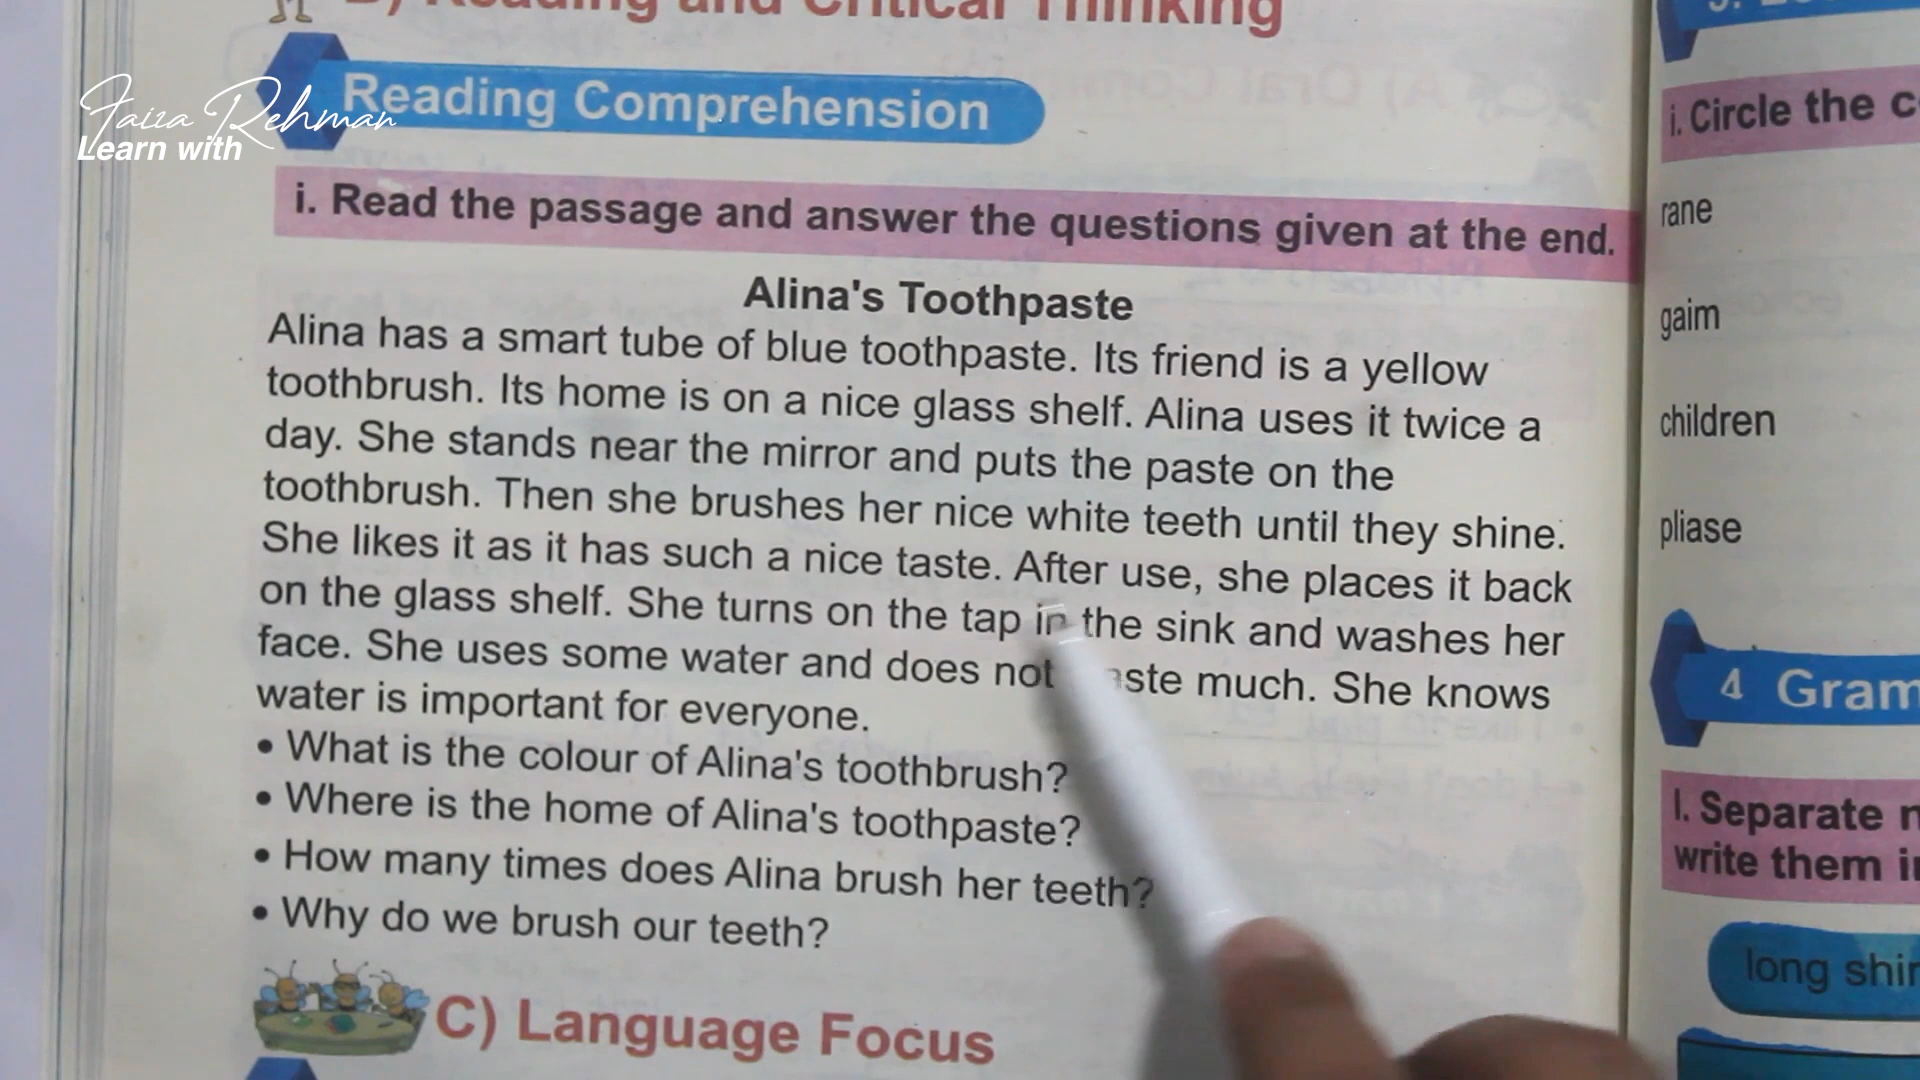 B) Reading and Critical Thinking
Faiza Rehman
Learn with
Reading Comprehension
i. Read the passage and answer the questions given at the end.
Alina's Toothpaste
Alina has a smart tube of blue toothpaste. Its friend is a yellow
toothbrush. Its home is on a nice glass shelf. Alina uses it twice a
day. She stands near the mirror and puts the paste on the
toothbrush. Then she brushes her nice white teeth until they shine.
She likes it as it has such a nice taste. After use, she places it back
on the glass shelf. She turns on the tap in the sink and washes her
face. She uses some water and does not waste much. She knows
water is important for everyone.
• What is the colour of Alina's toothbrush?
• Where is the home of Alina's toothpaste?
• How many times does Alina brush her teeth?
• Why do we brush our teeth?
C) Language Focus
i. Circle the c
rane
gaim
children
pliase
4 Gram
I. Separate n
write them in
long shir